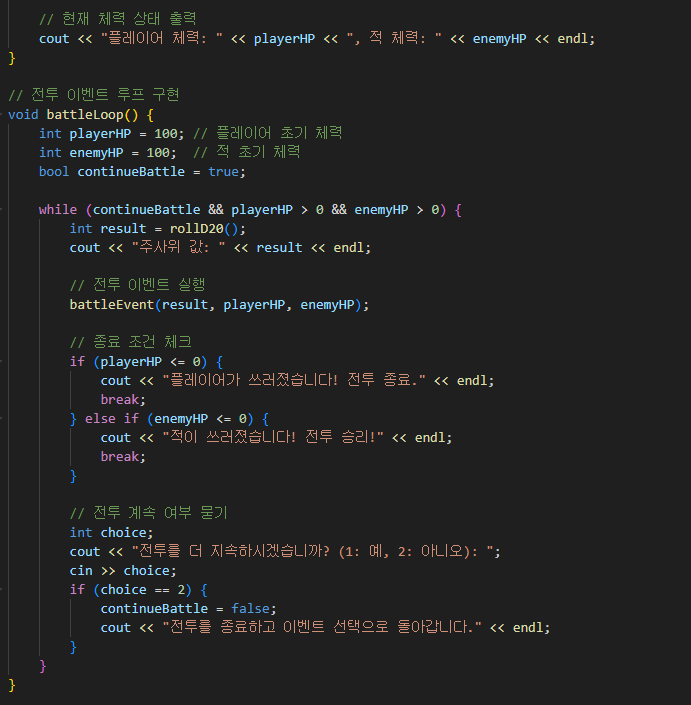 // 현재 체력 상태 출력
cout << "플레이어 체력: " << playerHP << ", 적 체력: " << enemyHP << endl;
}
// 전투 이벤트 루프 구현
void battleLoop() {
int playerHP = 100; // 플레이어 초기 체력
int enemyHP = 100;  // 적 초기 체력
bool continueBattle = true;
while (continueBattle && playerHP > 0 && enemyHP > 0) {
int result = rollD20();
cout << "주사위 값: " << result << endl;
// 전투 이벤트 실행
battleEvent(result, playerHP, enemyHP);
// 종료 조건 체크
if (playerHP <= 0) {
cout << "플레이어가 쓰러졌습니다! 전투 종료." << endl;
break;
} else if (enemyHP <= 0) {
cout << "적이 쓰러졌습니다! 전투 승리!" << endl;
break;
}
// 전투 계속 여부 묻기
int choice;
cout << "전투를 더 지속하시겠습니까? (1: 예, 2: 아니오): ";
cin >> choice;
if (choice == 2) {
continueBattle = false;
cout << "전투를 종료하고 이벤트 선택으로 돌아갑니다." << endl;
}
}
}